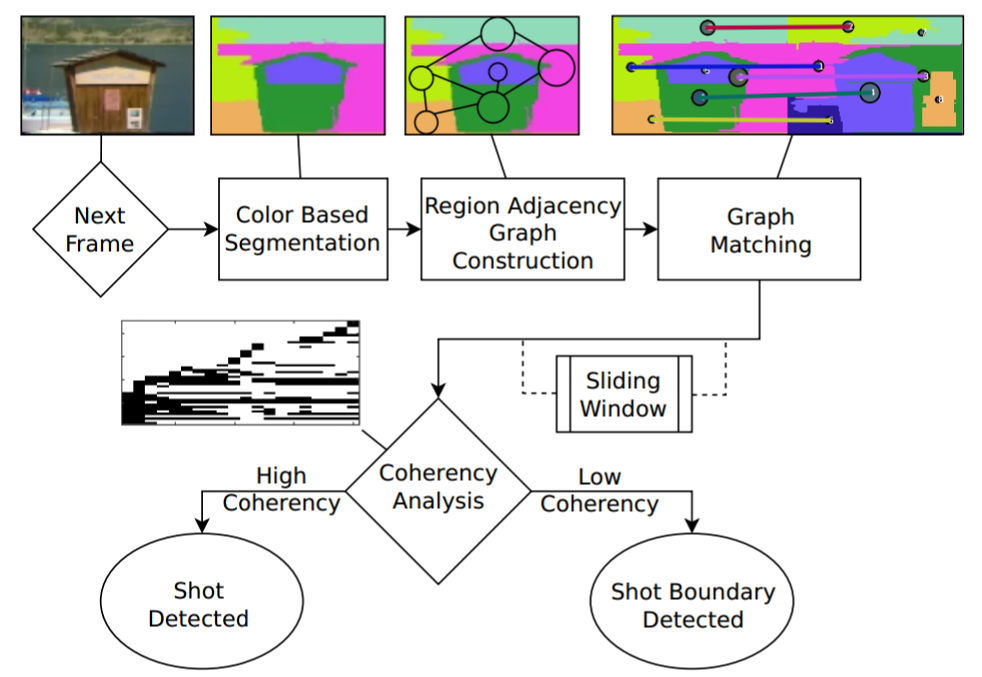 Next
Frame
Color Based
Segmentation
Region Adjacency
Graph
Construction
Graph
Matching
Sliding
Window
Coherency
Analysis
High
Coherency
Low
Coherency
Shot
Detected
Shot Boundary
Detected